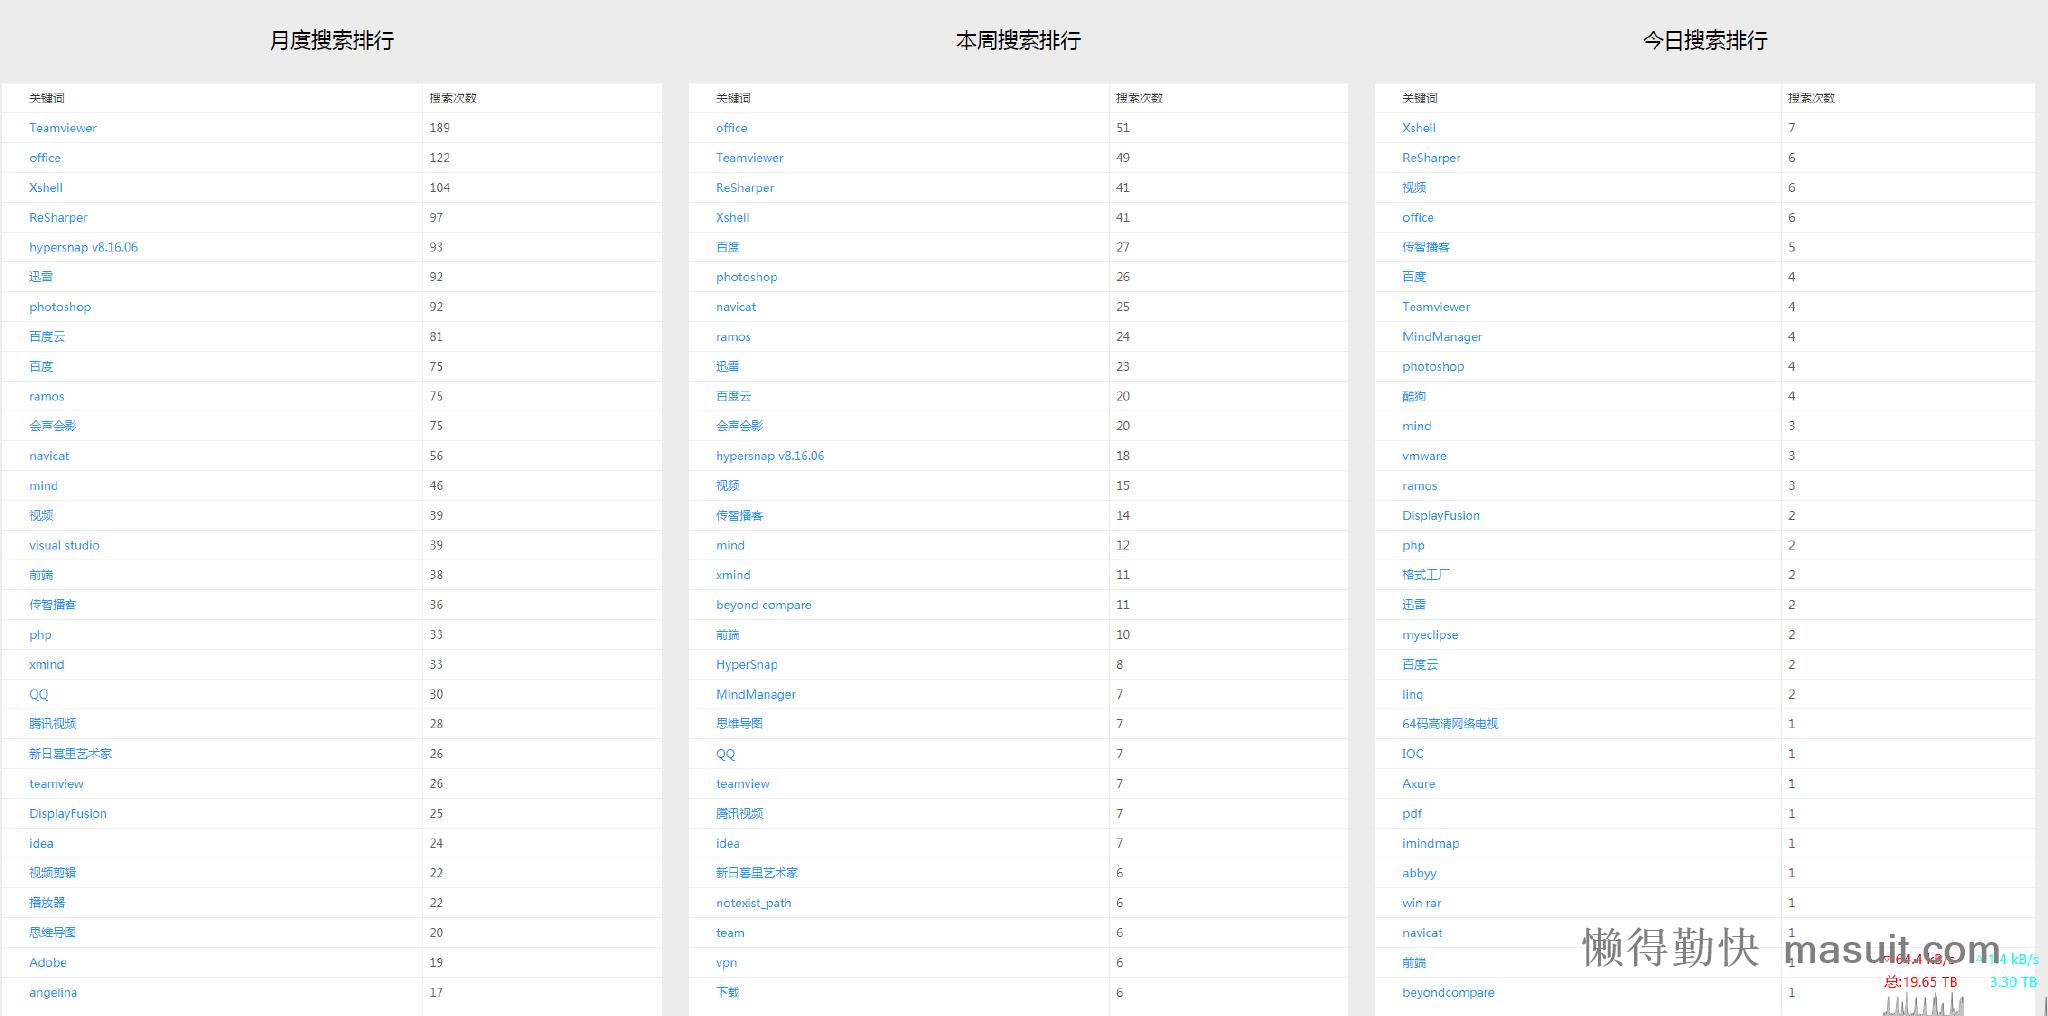 月度搜索排行
关键词 搜索次数
Teamviewer 189
office 122
Xshell 104
ReSharper 97
hypersnap v8.16.06 93
迅雷 92
photoshop 92
百度云 81
百度 75
ramos 75
会声会影 75
navicat 56
mind 46
视频 39
visual studio 39
前端 38
传智播客 36
php 33
xmind 33
QQ 30
腾讯视频 28
新日暮里艺术家 26
teamview 26
DisplayFusion 25
idea 24
视频剪辑 22
播放器 22
思维导图 20
Adobe 19
angelina 17
本周搜索排行
关键词 搜索次数
office 51
Teamviewer 49
ReSharper 41
Xshell 41
百度 27
photoshop 26
navicat 25
ramos 24
迅雷 23
百度云 20
会声会影 20
hypersnap v8.16.06 18
视频 15
传智播客 14
mind 12
xmind 11
beyond compare 11
前端 10
HyperSnap 8
MindManager 7
思维导图 7
QQ 7
teamview 7
腾讯视频 7
idea 7
新日暮里艺术家 6
notexist_path 6
team 6
vpn 6
下载 6
今日搜索排行
关键词 搜索次数
Xshell 7
ReSharper 6
视频 6
office 6
传智播客 5
百度 4
Teamviewer 4
MindManager 4
photoshop 4
酷狗 4
mind 3
vmware 3
ramos 3
DisplayFusion 2
php 2
格式工厂 2
迅雷 2
myeclipse 2
百度云 2
linq 2
64码高清网络电视 1
IOC 1
Axure 1
pdf 1
imindmap 1
abbyy 1
win rar 1
navicat 1
前端 1
beyondcompare 1
懒得勤快 masuit.com
64.4 kB/s
总:19.65 TB 3.30 TB